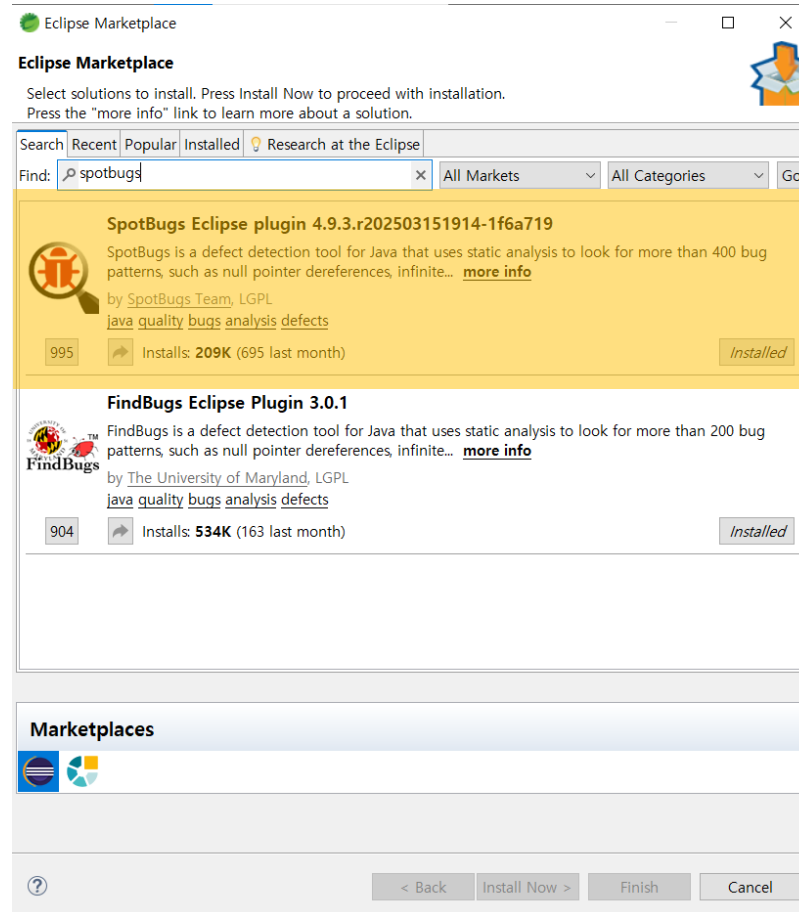 Eclipse Marketplace
Eclipse Marketplace
Select solutions to install. Press Install Now to proceed with installation.
Press the "more info" link to learn more about a solution.
Search Recent Popular Installed Research at the Eclipse
Find: spotbugs All Markets All Categories Go
SpotBugs Eclipse plugin 4.9.3.r202503151914-1f6a719
SpotBugs is a defect detection tool for Java that uses static analysis to look for more than 400 bug
patterns, such as null pointer dereferences, infinite... more info
by SpotBugs Team, LGPL
java quality bugs analysis defects
995 Installs: 209K (695 last month) Installed
FindBugs Eclipse Plugin 3.0.1
FindBugs is a defect detection tool for Java that uses static analysis to look for more than 200 bug
patterns, such as null pointer dereferences, infinite... more info
FindBugs TM
by The University of Maryland, LGPL
java quality bugs analysis defects
904 Installs: 534K (163 last month) Installed
Marketplaces
? < Back Install Now > Finish Cancel